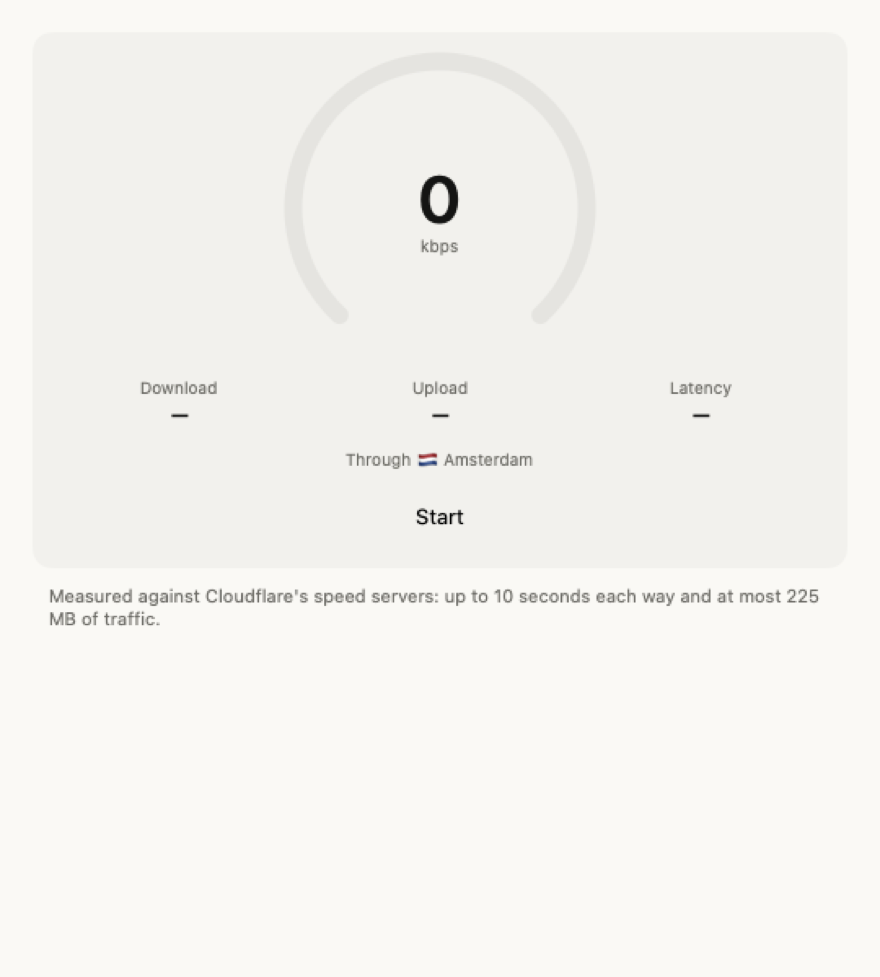 0
kbps
Download Upload Latency
– – –
Through 🇳🇱 Amsterdam
Start
Measured against Cloudflare's speed servers: up to 10 seconds each way and at most 225
MB of traffic.